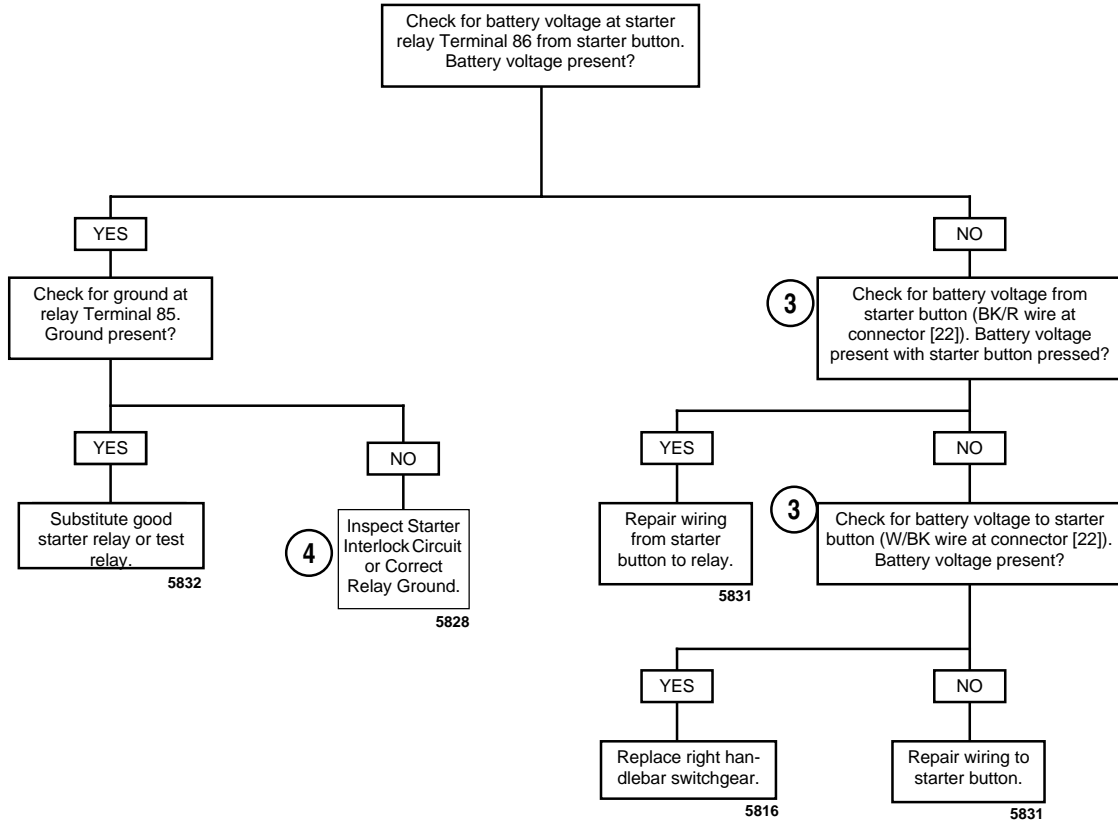 Check for battery voltage at starter
relay Terminal 86 from starter button.
Battery voltage present?
YES
NO
Check for ground at
relay Terminal 85.
Ground present?
3
Check for battery voltage from
starter button (BK/R wire at
connector [22]). Battery voltage
present with starter button pressed?
YES
NO
YES
NO
Substitute good
starter relay or test
relay.
5832
4
Inspect Starter
Interlock Circuit
or Correct
Relay Ground.
5828
Repair wiring
from starter
button to relay.
5831
3
Check for battery voltage to starter
button (W/BK wire at connector [22]).
Battery voltage present?
YES
NO
Replace right han-
dlebar switchgear.
5816
Repair wiring to
starter button.
5831